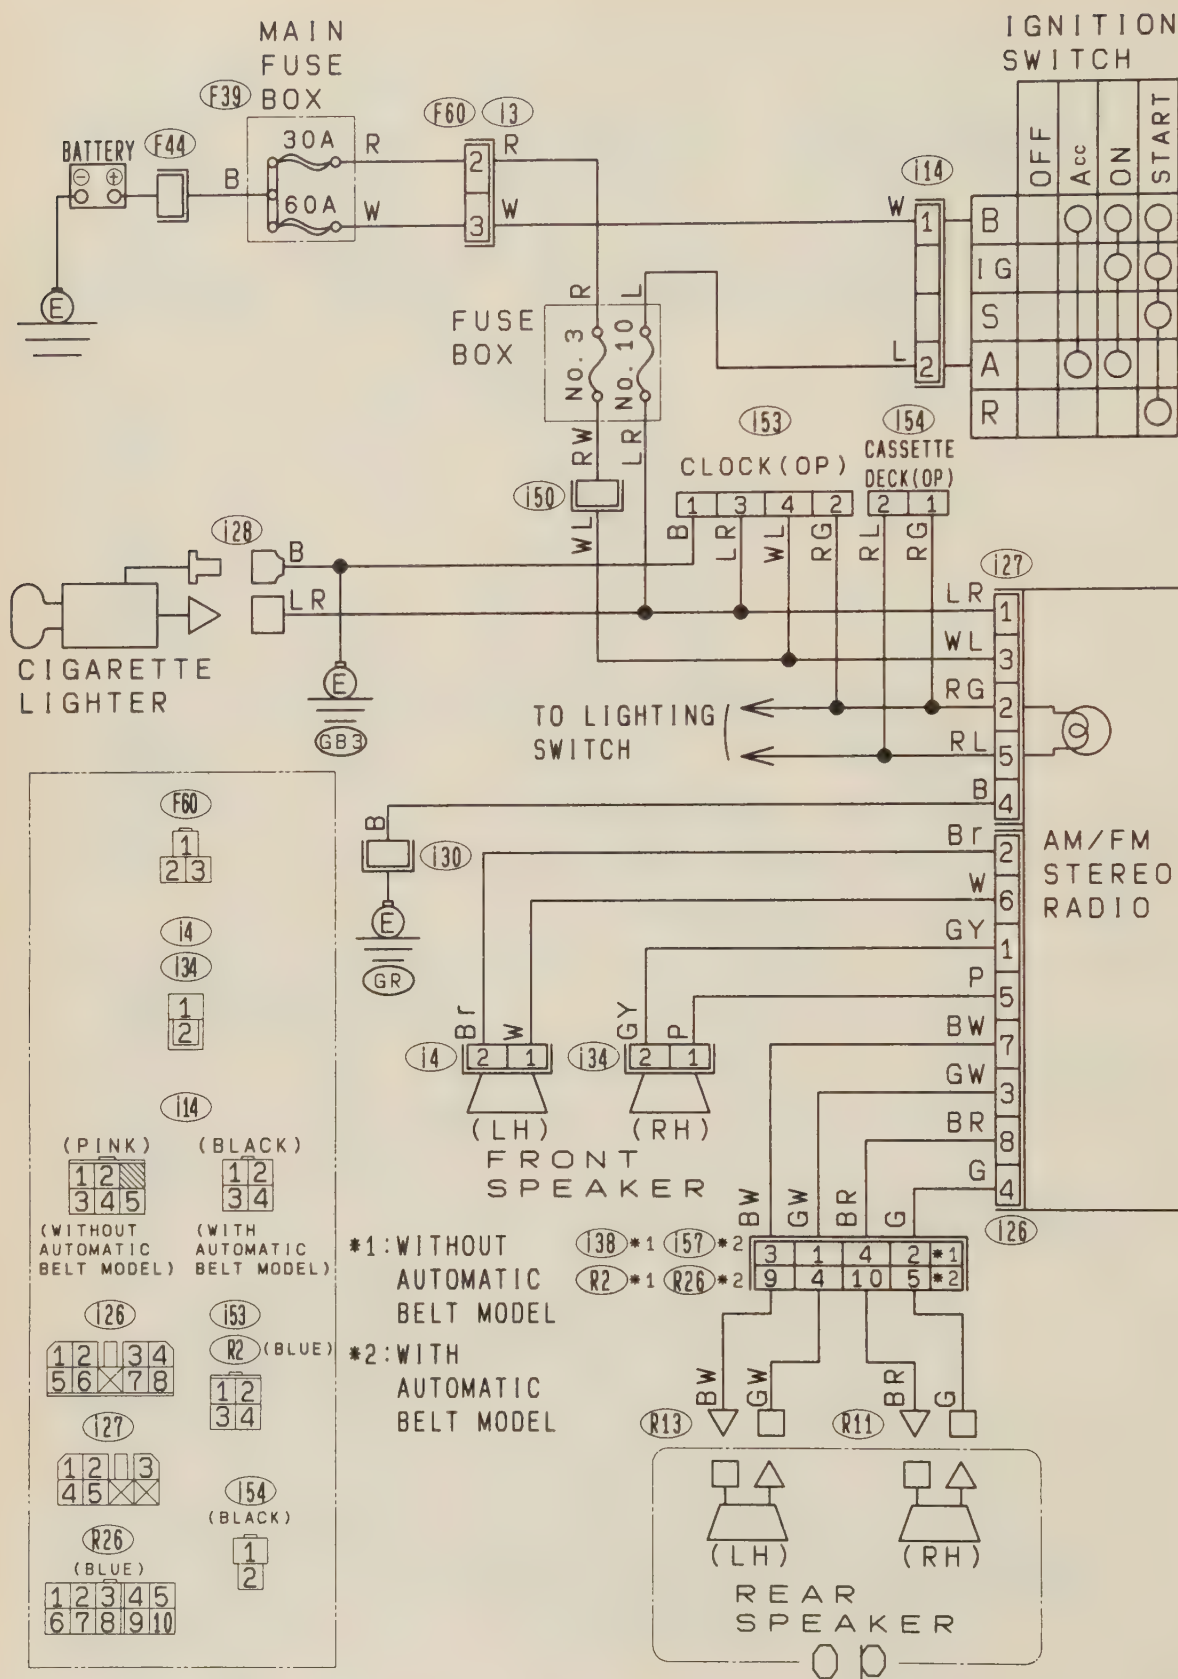 MAIN
FUSE
BOX
IGNITION
SWITCH
F39
F60
i3
BATTERY
F44
30A
60A
B
R
W
2
3
R
W
W
i14
1
2
OFF
Acc
ON
START
B
IG
S
A
R
E
FUSE
BOX
R
L
No. 3
No. 10
L
RW
LR
i50
WL
i53
CLOCK(OP)
1 3 4 2
B
LR
WL
RG
i54
CASSETTE
DECK(OP)
2 1
RL
RG
i28
B
LR
CIGARETTE
LIGHTER
E
GB3
TO LIGHTING
SWITCH
i27
LR 1
WL 3
RG 2
RL 5
B 4
B
i30
E
GR
Br 2
W 6
GY 1
P 5
BW 7
GW 3
BR 8
G 4
i26
AM/FM
STEREO
RADIO
Br
W
GY
P
i4
2 1
i34
2 1
(LH)
(RH)
FRONT
SPEAKER
BW
GW
BR
G
i38 *1 i57 *2
R2 *1 R26 *2
3 1 4 2 *1
9 4 10 5 *2
BW
GW
BR
G
R13
R11
(LH)
(RH)
REAR
SPEAKER
Op
*1:WITHOUT
AUTOMATIC
BELT MODEL
*2:WITH
AUTOMATIC
BELT MODEL
F60
1
2 3
i4
i34
1
2
i14
(PINK)
1 2
3 4 5
(WITHOUT
AUTOMATIC
BELT MODEL)
(BLACK)
1 2
3 4
(WITH
AUTOMATIC
BELT MODEL)
i26
1 2 3 4
5 6 7 8
i53
R2 (BLUE)
1 2
3 4
i27
1 2 3
4 5
i54
(BLACK)
1
2
R26
(BLUE)
1 2 3 4 5
6 7 8 9 10